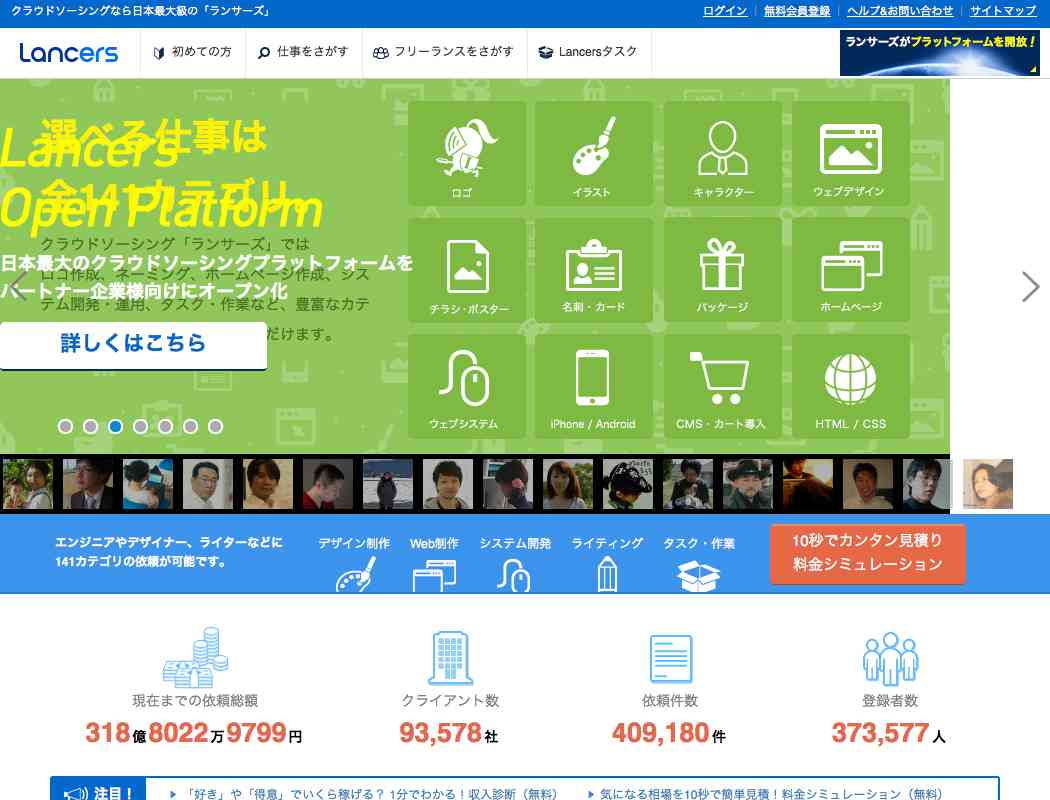 クラウドソーシングなら日本最大級の「ランサーズ」
ログイン
無料会員登録
ヘルプ&お問い合わせ
サイトマップ
Lancers
初めての方
仕事をさがす
フリーランスをさがす
Lancersタスク
ランサーズがプラットフォームを開放！
選べる仕事は
全141カテゴリ。
Lancers
Open Platform
クラウドソーシング「ランサーズ」では
ロゴ作成、ネーミング、ホームページ作成、シス
テム開発・運用、タスク・作業など、豊富なカテ
だけます。
日本最大のクラウドソーシングプラットフォームを
パートナー企業様向けにオープン化
詳しくはこちら
ロゴ
イラスト
キャラクター
ウェブデザイン
チラシ・ポスター
名刺・カード
パッケージ
ホームページ
ウェブシステム
iPhone / Android
CMS・カート導入
HTML / CSS
エンジニアやデザイナー、ライターなどに
141カテゴリの依頼が可能です。
デザイン制作
Web制作
システム開発
ライティング
タスク・作業
10秒でカンタン見積り
料金シミュレーション
現在までの依頼総額
318億8022万9799円
クライアント数
93,578社
依頼件数
409,180件
登録者数
373,577人
注目！
「好き」や「得意」でいくら稼げる？ 1分でわかる！収入診断（無料）
気になる相場を10秒で簡単見積！料金シミュレーション（無料）